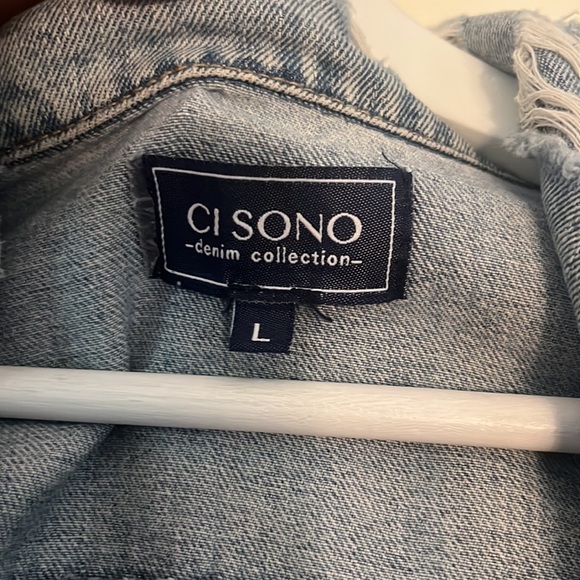 CI SONO
-denim collection-
L